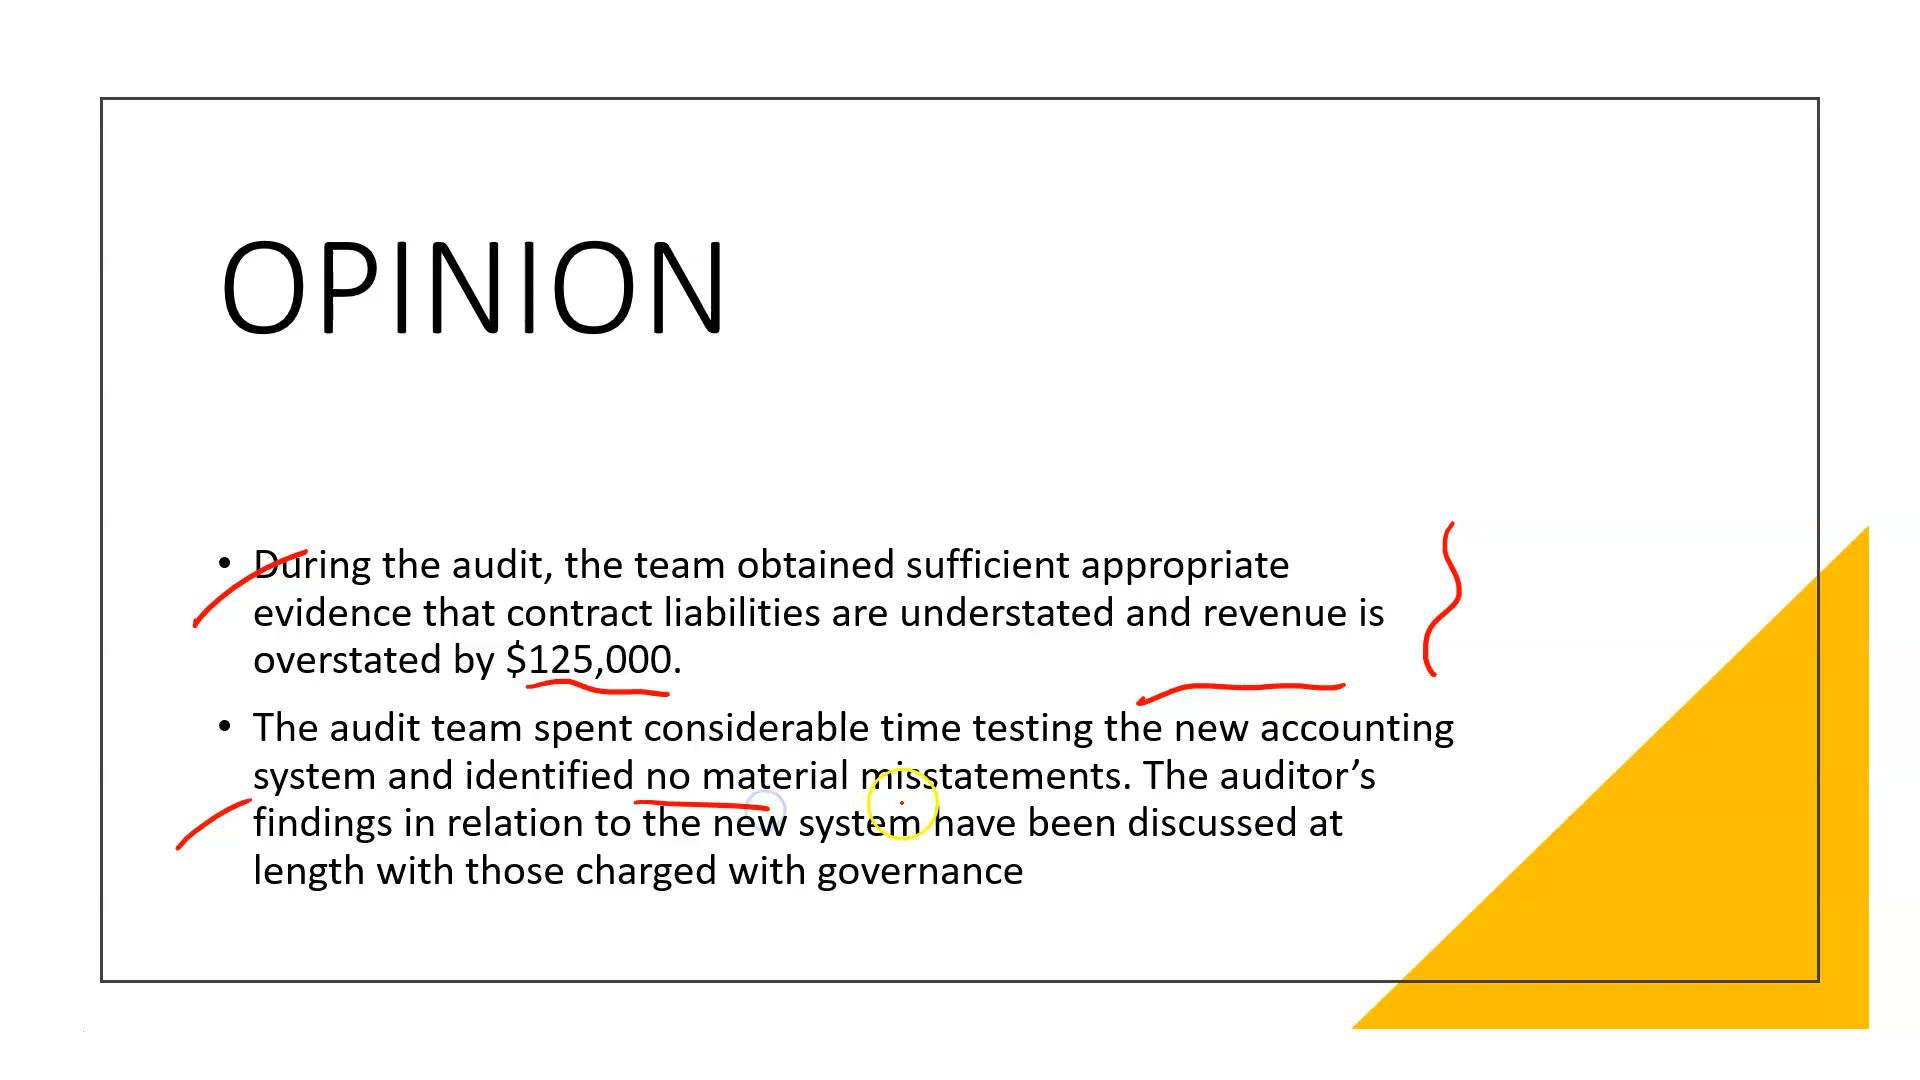 OPINION
• During the audit, the team obtained sufficient appropriate
evidence that contract liabilities are understated and revenue is
overstated by $125,000.
• The audit team spent considerable time testing the new accounting
system and identified no material misstatements. The auditor’s
findings in relation to the new system have been discussed at
length with those charged with governance